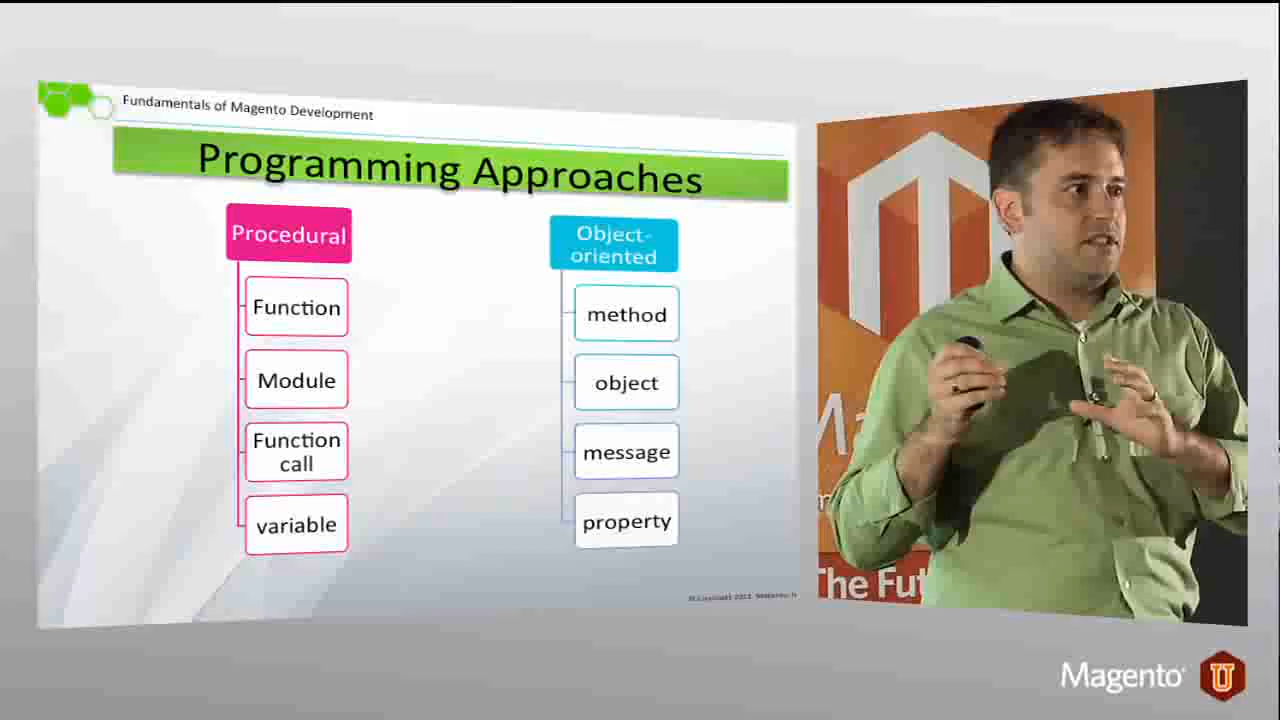 Fundamentals of Magento Development
Programming Approaches
Procedural
Function
Module
Function
call
variable
Object-
oriented
method
object
message
property
The Fut
Magento
U